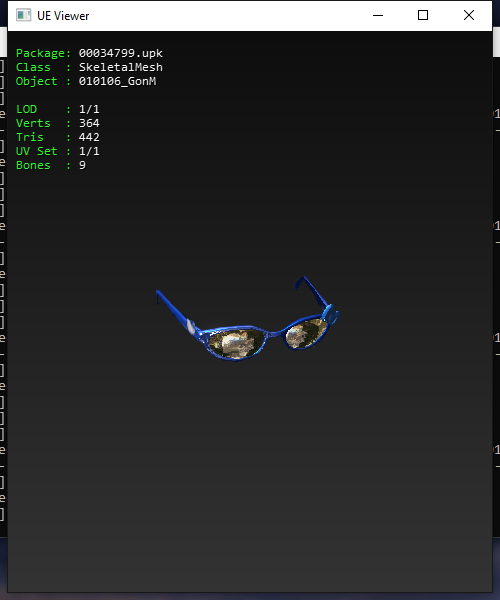 UE Viewer
Package: 00034799.upk
Class  : SkeletalMesh
Object : 010106_GonM
LOD    : 1/1
Verts  : 364
Tris   : 442
UV Set : 1/1
Bones  : 9